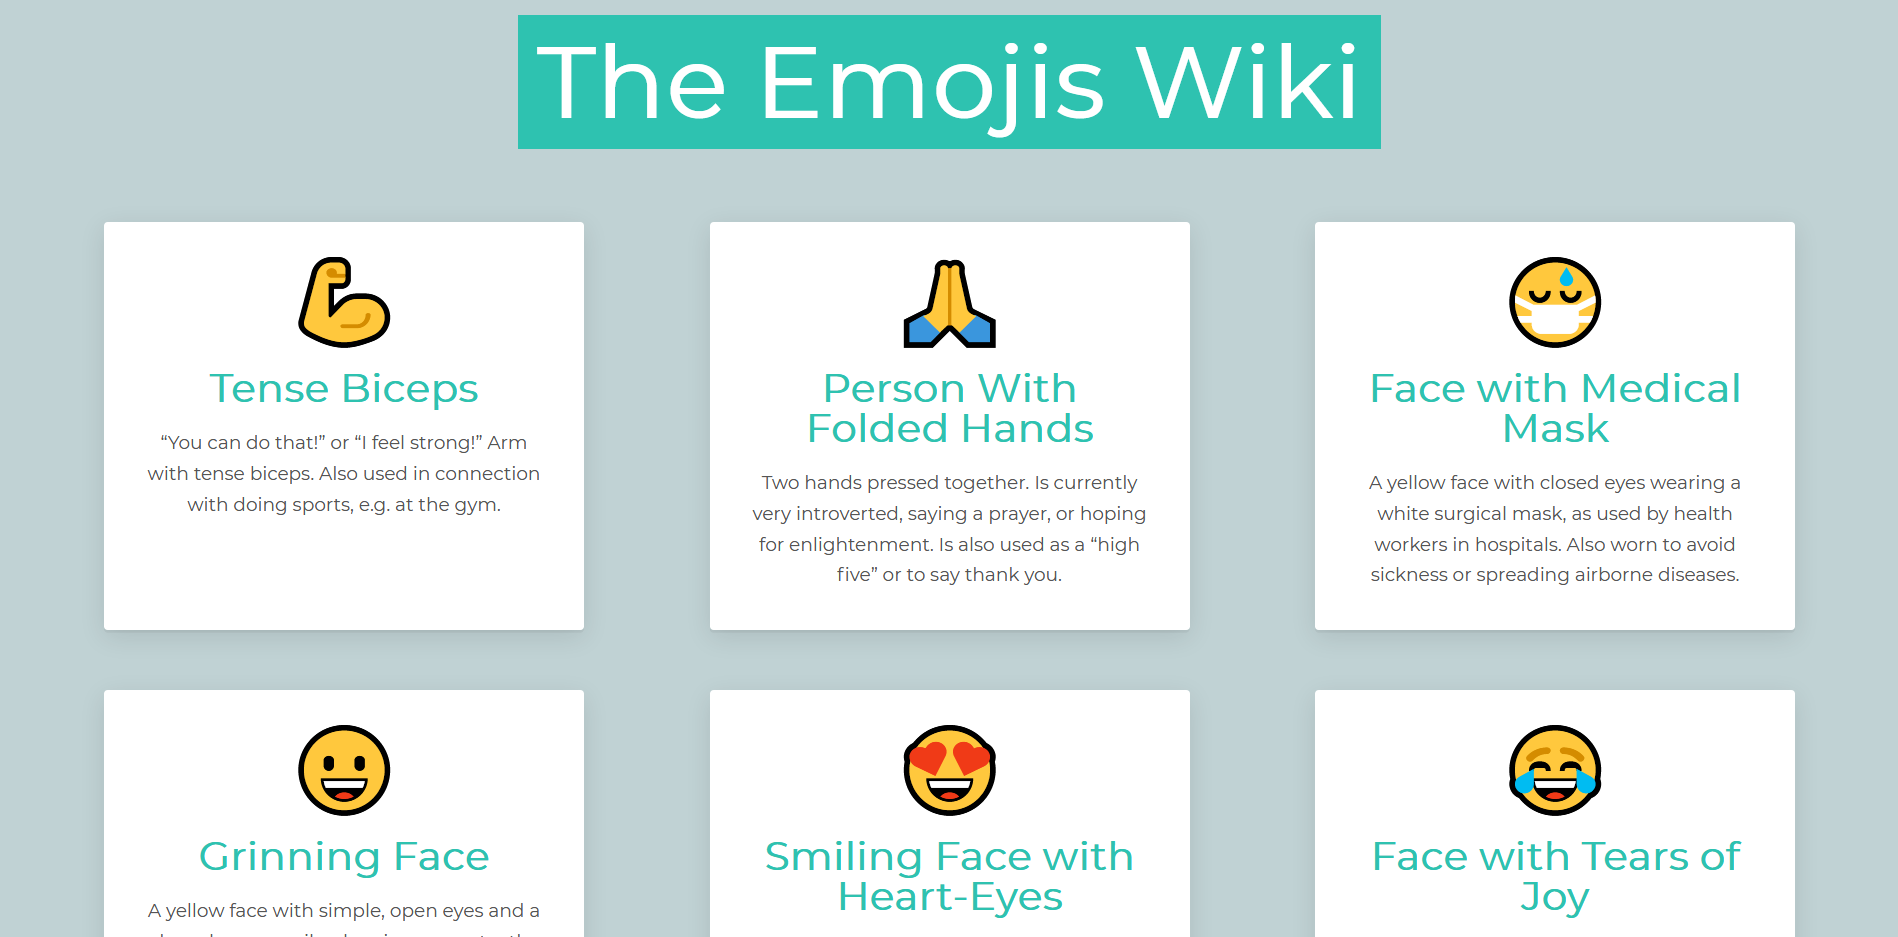 The Emojis Wiki
Tense Biceps
“You can do that!” or “I feel strong!” Arm
with tense biceps. Also used in connection
with doing sports, e.g. at the gym.
Person With
Folded Hands
Two hands pressed together. Is currently
very introverted, saying a prayer, or hoping
for enlightenment. Is also used as a “high
five” or to say thank you.
Face with Medical
Mask
A yellow face with closed eyes wearing a
white surgical mask, as used by health
workers in hospitals. Also worn to avoid
sickness or spreading airborne diseases.
Grinning Face
A yellow face with simple, open eyes and a
Smiling Face with
Heart-Eyes
Face with Tears of
Joy